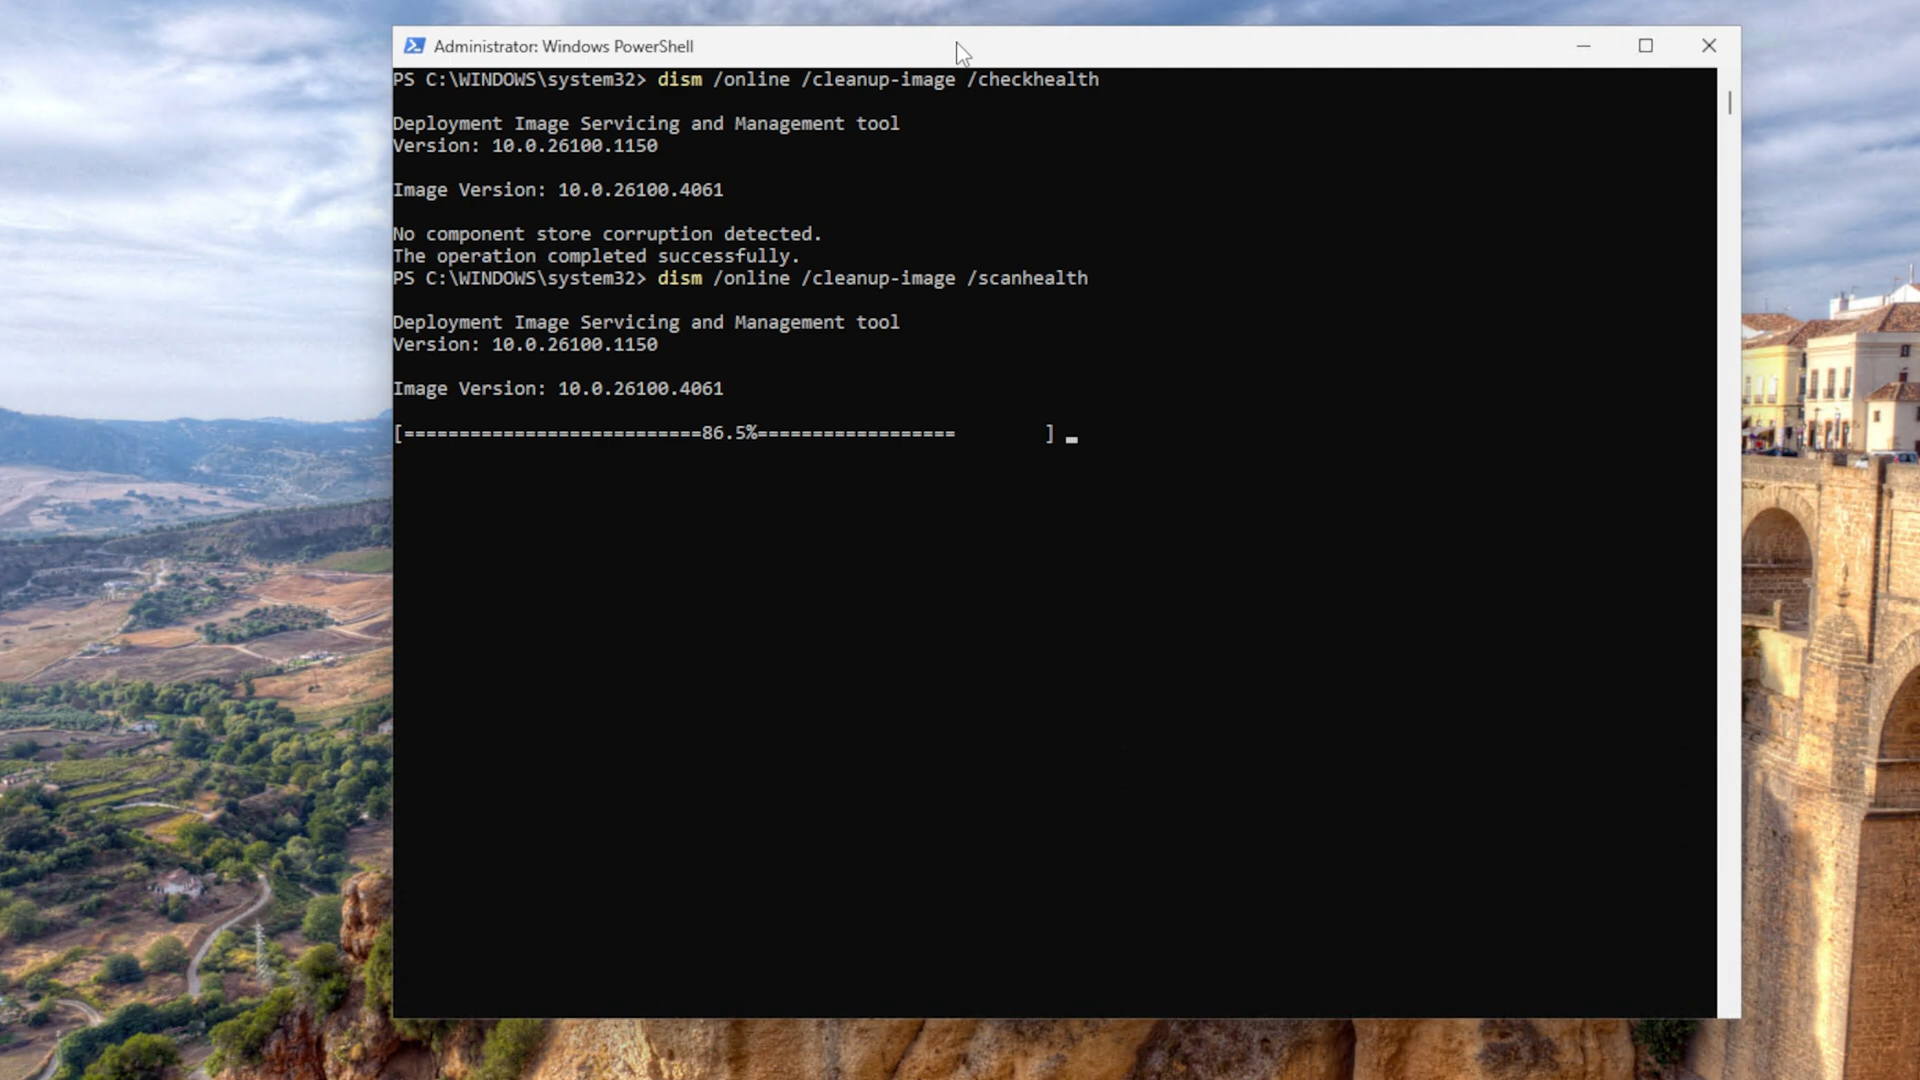 Administrator: Windows PowerShell
PS C:\WINDOWS\system32> dism /online /cleanup-image /checkhealth
Deployment Image Servicing and Management tool
Version: 10.0.26100.1150
Image Version: 10.0.26100.4061
No component store corruption detected.
The operation completed successfully.
PS C:\WINDOWS\system32> dism /online /cleanup-image /scanhealth
Deployment Image Servicing and Management tool
Version: 10.0.26100.1150
Image Version: 10.0.26100.4061
[===========================86.5%==================        ]